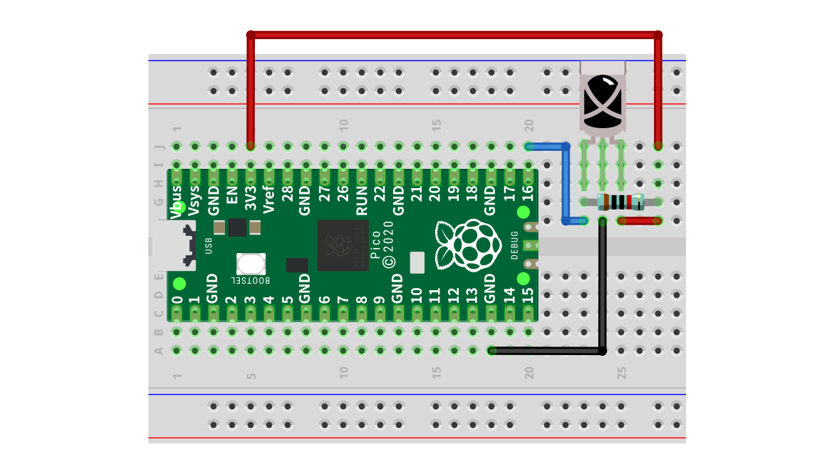 1 10 15 20
J
I
H
G
Vbus Vsys GND EN 3V3 Vref 28 GND 27 26 RUN 22 GND 21 20 19 18 GND 17 16
USB
BOOTSEL
Pico
©2020
DEBUG
E
D
C
B
A
0 1 GND 2 3 4 5 GND 6 7 8 9 GND 10 11 12 13 GND 14 15
1 5 10 15 20 25